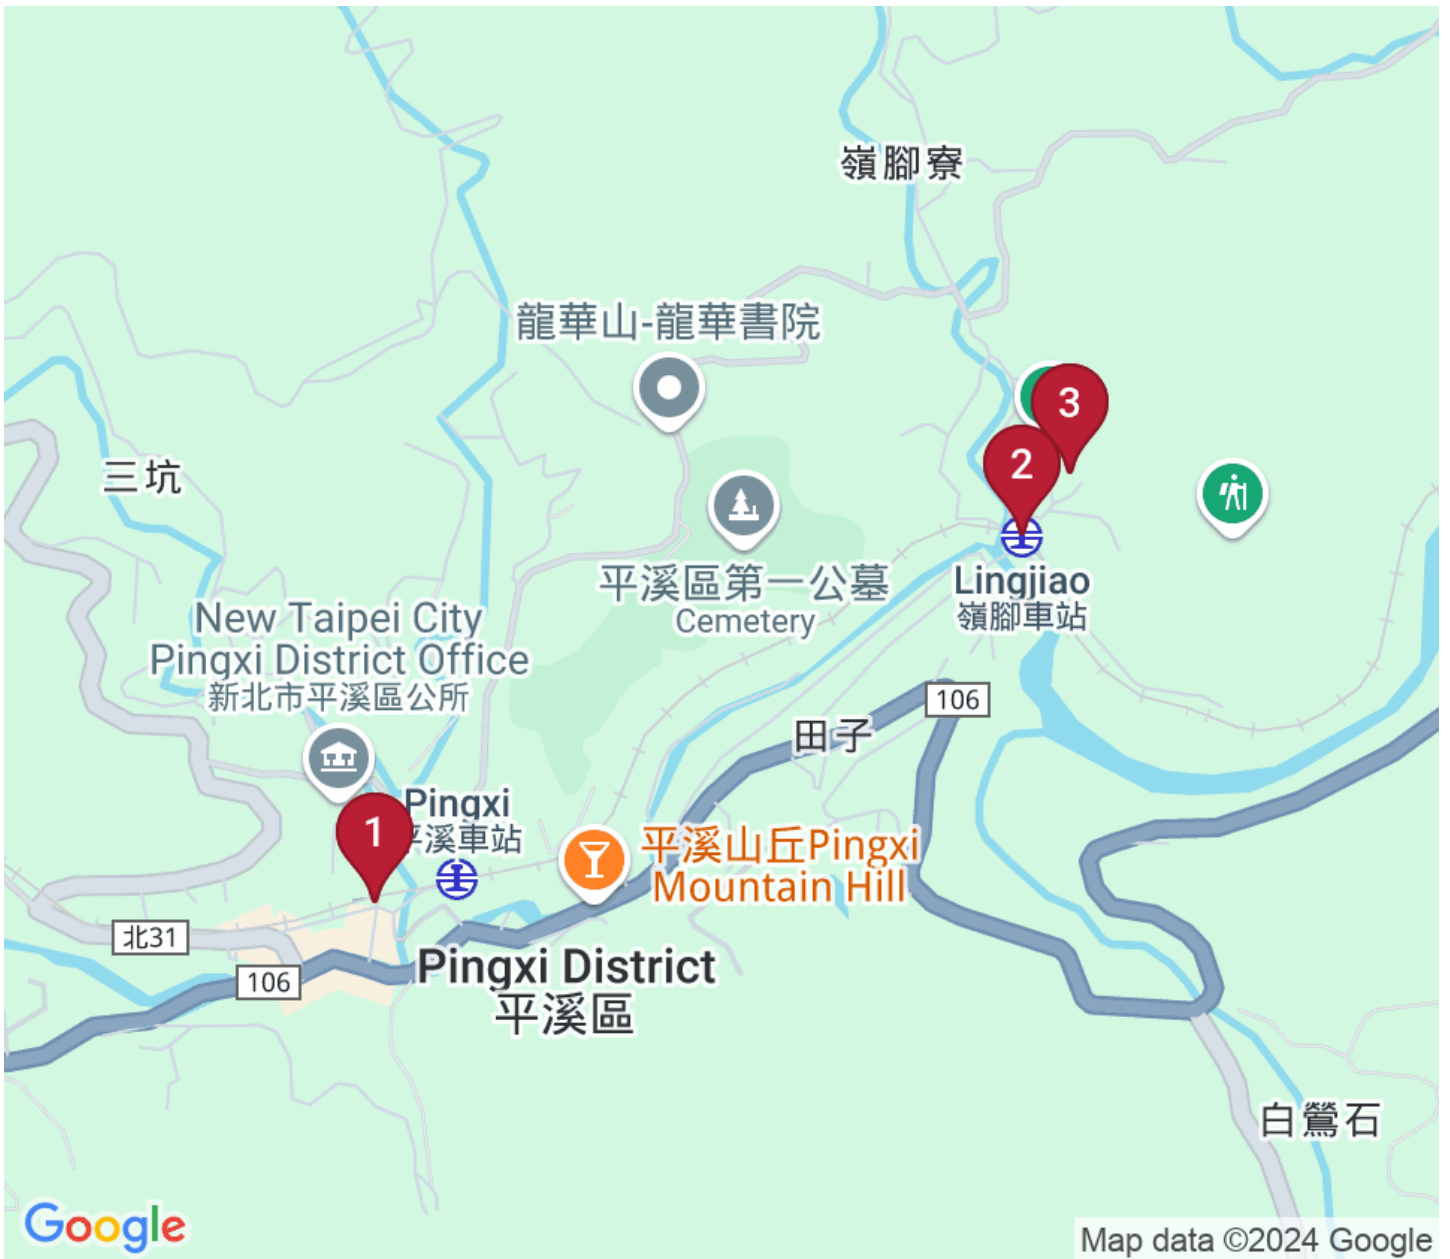 嶺腳寮
龍華山-龍華書院
3
2
三坑
平溪區第一公墓
Cemetery
Lingjiao
嶺腳車站
New Taipei City
Pingxi District Office
新北市平溪區公所
106
田子
Pingxi
平溪車站
1
平溪山丘Pingxi
Mountain Hill
北31
106
Pingxi District
平溪區
白鶯石
Google
Map data ©2024 Google